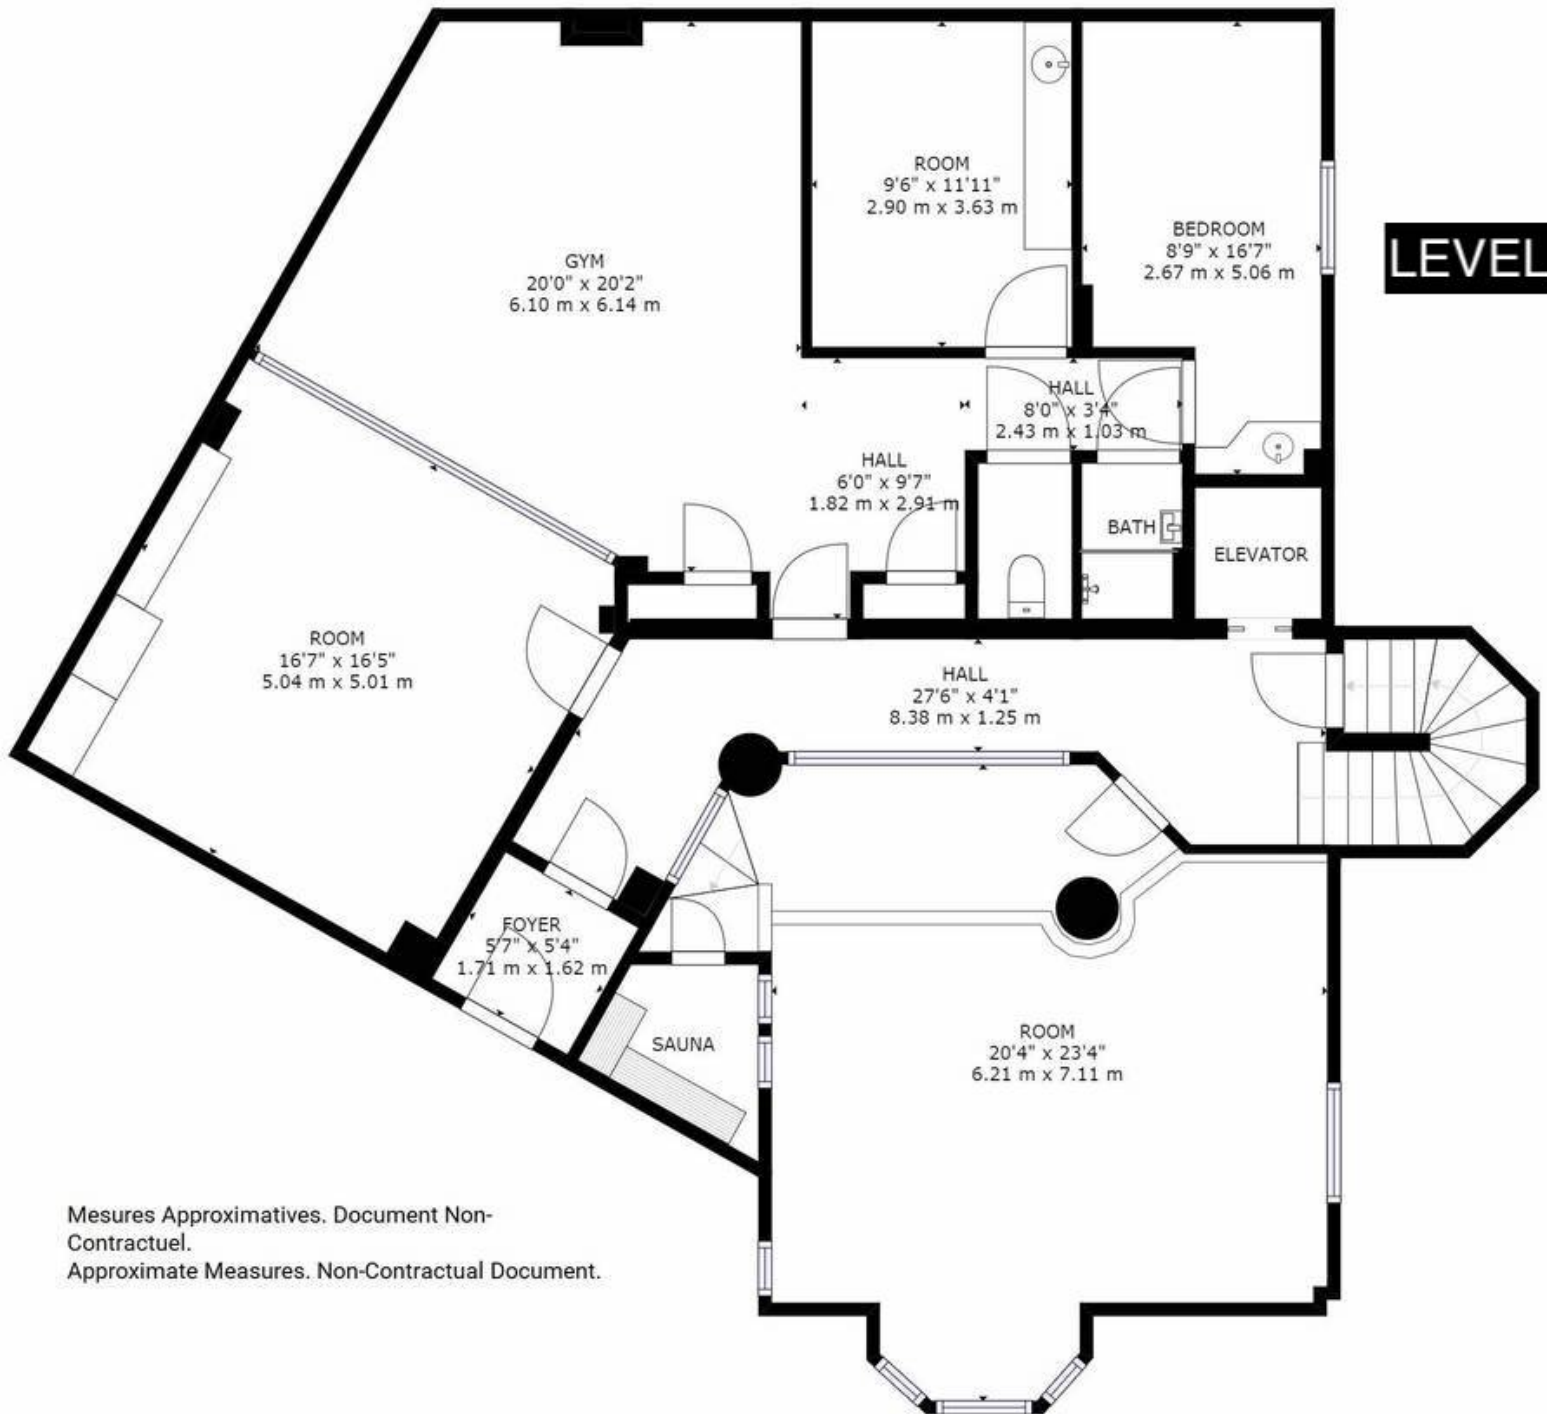 ROOM
9'6" x 11'11"
2.90 m x 3.63 m
BEDROOM
8'9" x 16'7"
2.67 m x 5.06 m
LEVEL
GYM
20'0" x 20'2"
6.10 m x 6.14 m
HALL
8'0" x 3'4"
2.43 m x 1.03 m
HALL
6'0" x 9'7"
1.82 m x 2.91 m
BATH
ELEVATOR
ROOM
16'7" x 16'5"
5.04 m x 5.01 m
HALL
27'6" x 4'1"
8.38 m x 1.25 m
FOYER
5'7" x 5'4"
1.71 m x 1.62 m
SAUNA
ROOM
20'4" x 23'4"
6.21 m x 7.11 m
Mesures Approximatives. Document Non-
Contractuel.
Approximate Measures. Non-Contractual Document.